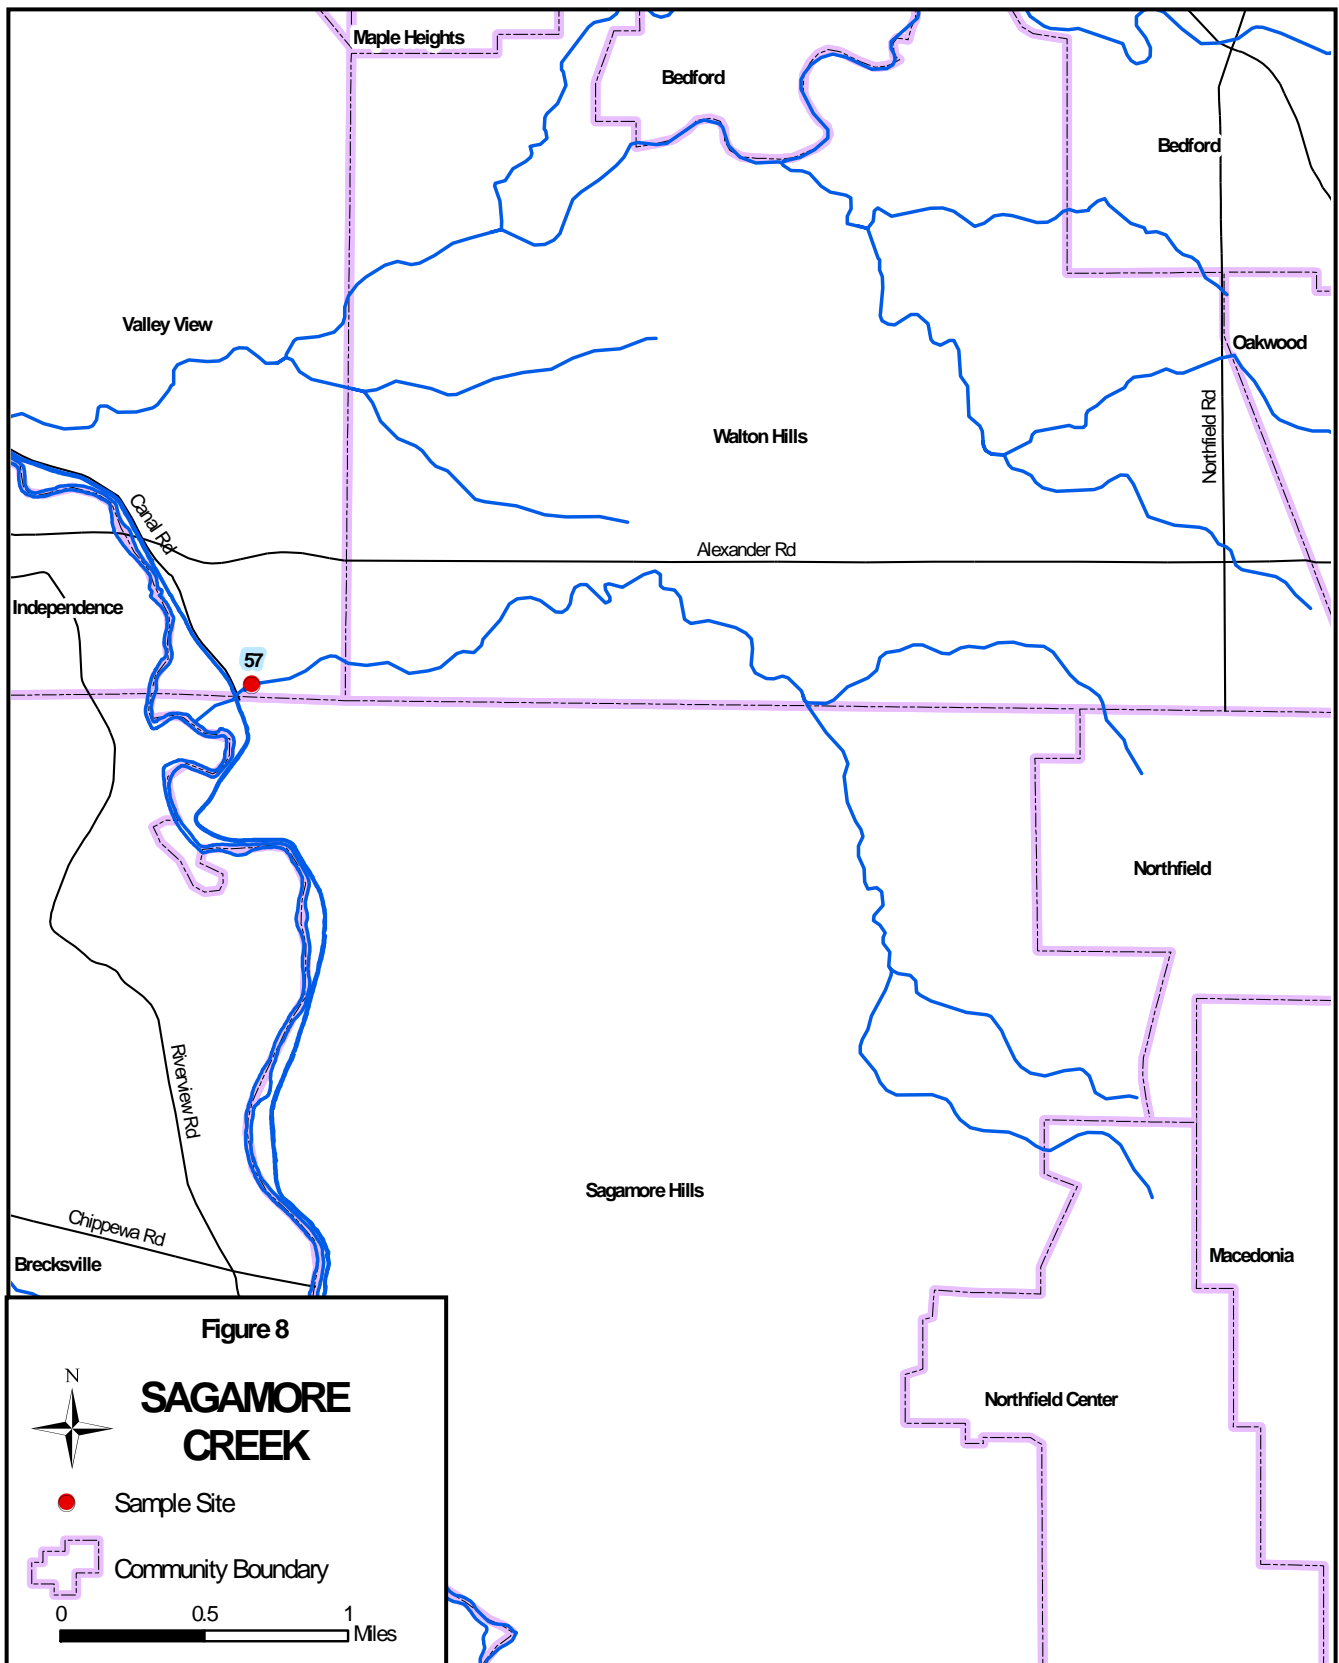 Maple Heights
Bedford
Bedford
Valley View
Oakwood
Northfield Rd
Walton Hills
Canal Rd
Alexander Rd
Independence
57
Northfield
Riverview Rd
Sagamore Hills
Chippewa Rd
Brecksville
Macedonia
Northfield Center
Figure 8
N
SAGAMORE
CREEK
Sample Site
Community Boundary
0 0.5 1
Miles